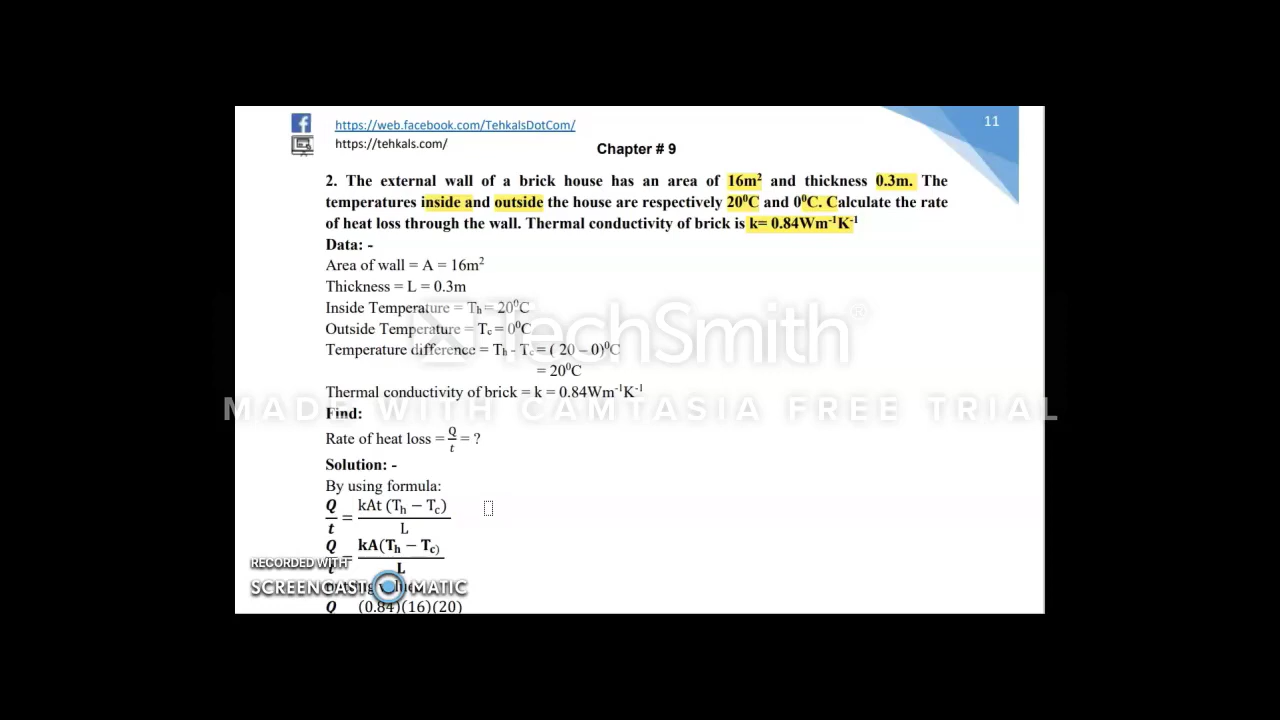 11
https://web.facebook.com/TehkalsDotCom/
https://tehkals.com/
Chapter # 9
2. The external wall of a brick house has an area of 16m² and thickness 0.3m. The
temperatures inside and outside the house are respectively 20⁰C and 0⁰C. Calculate the rate
of heat loss through the wall. Thermal conductivity of brick is k= 0.84Wm⁻¹K⁻¹
Data: -
Area of wall = A = 16m²
Thickness = L = 0.3m
Inside Temperature = Tₕ = 20⁰C
Outside Temperature = T_c = 0⁰C
Temperature difference = Tₕ - T_c = ( 20 – 0)⁰C
= 20⁰C
Thermal conductivity of brick = k = 0.84Wm⁻¹K⁻¹
Find:
Rate of heat loss = Q/t = ?
Solution: -
By using formula:
Q/t = kAt (Tₕ − T_c)/L
Q/t = kA(Tₕ − T_c)/L
Q (0.84)(16)(20)
TechSmith®
MADE WITH CAMTASIA FREE TRIAL
RECORDED WITH
SCREENCAST MATIC